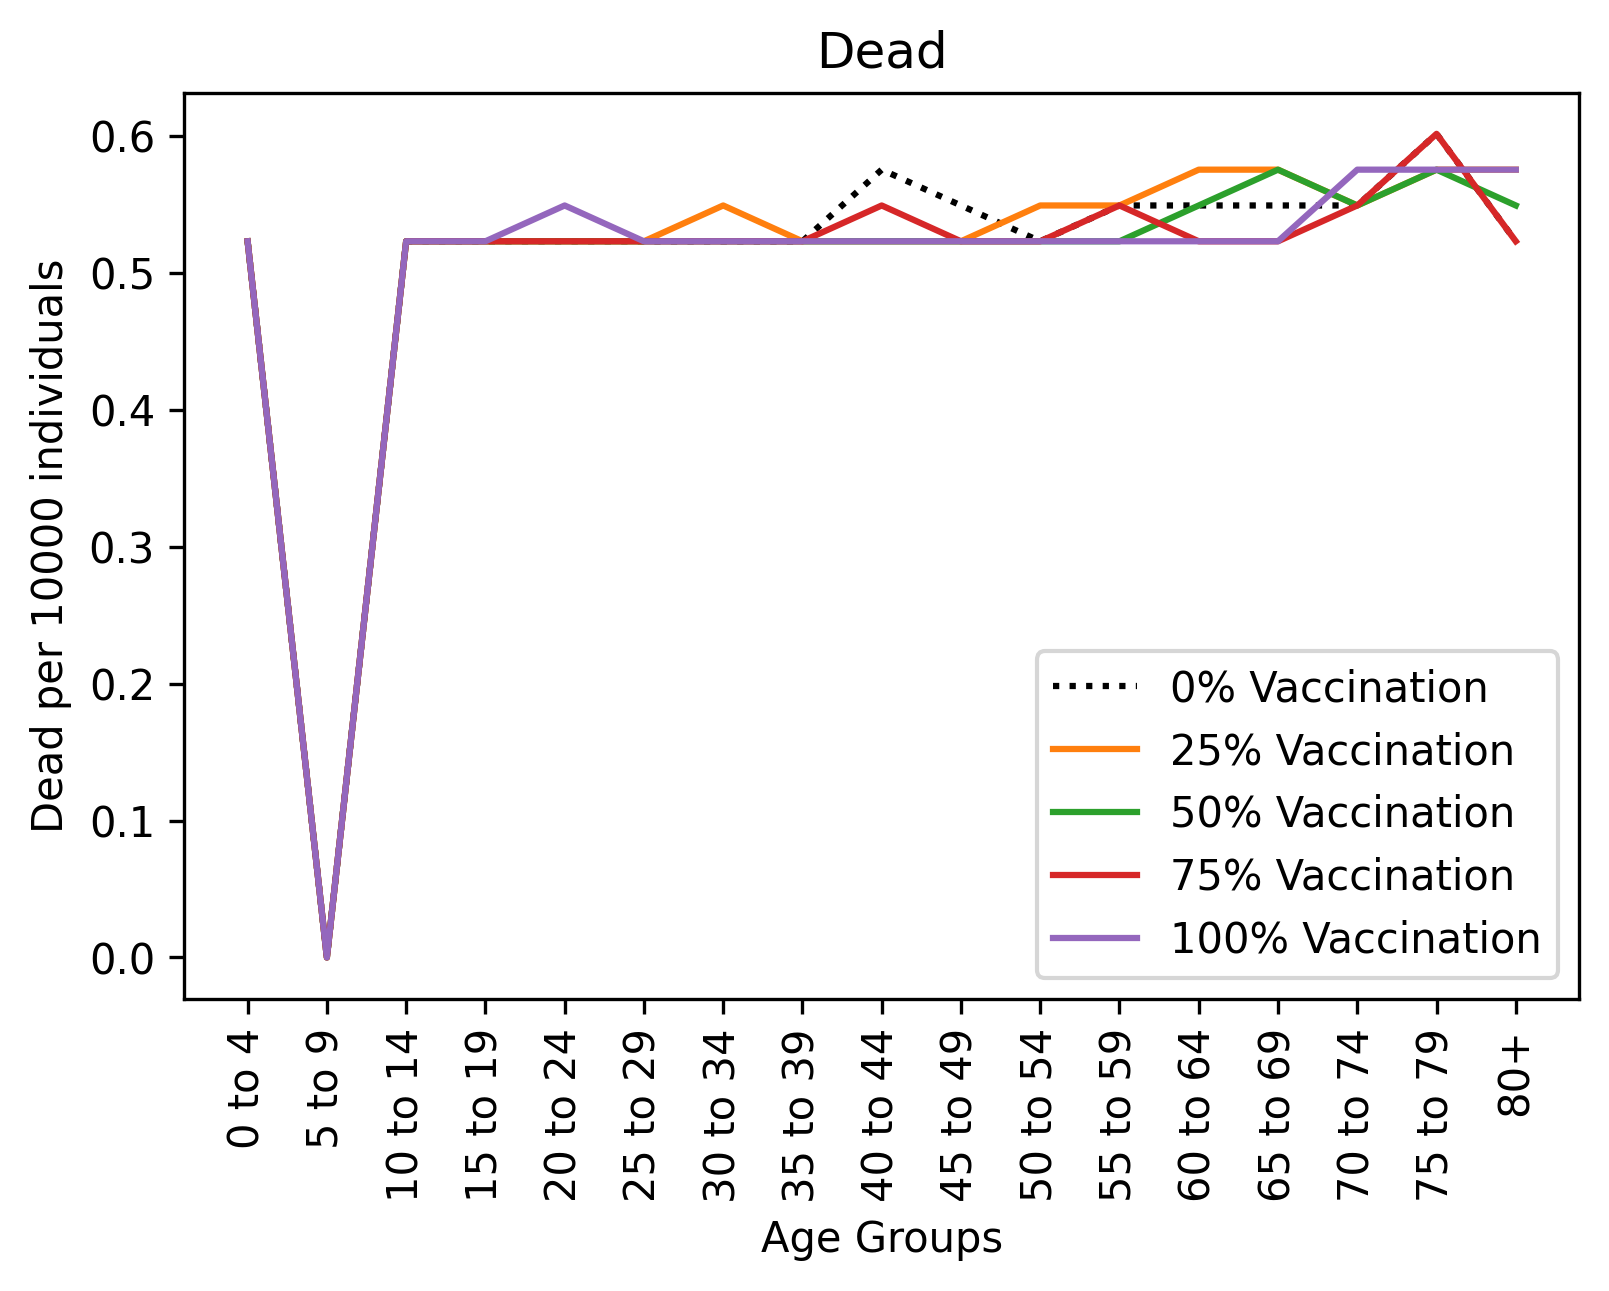 Dead
Dead per 10000 individuals
0.6
0.5
0.4
0.3
0.2
0.1
0.0
0% Vaccination
25% Vaccination
50% Vaccination
75% Vaccination
100% Vaccination
0 to 4
5 to 9
10 to 14
15 to 19
20 to 24
25 to 29
30 to 34
35 to 39
40 to 44
45 to 49
50 to 54
55 to 59
60 to 64
65 to 69
70 to 74
75 to 79
80+
Age Groups